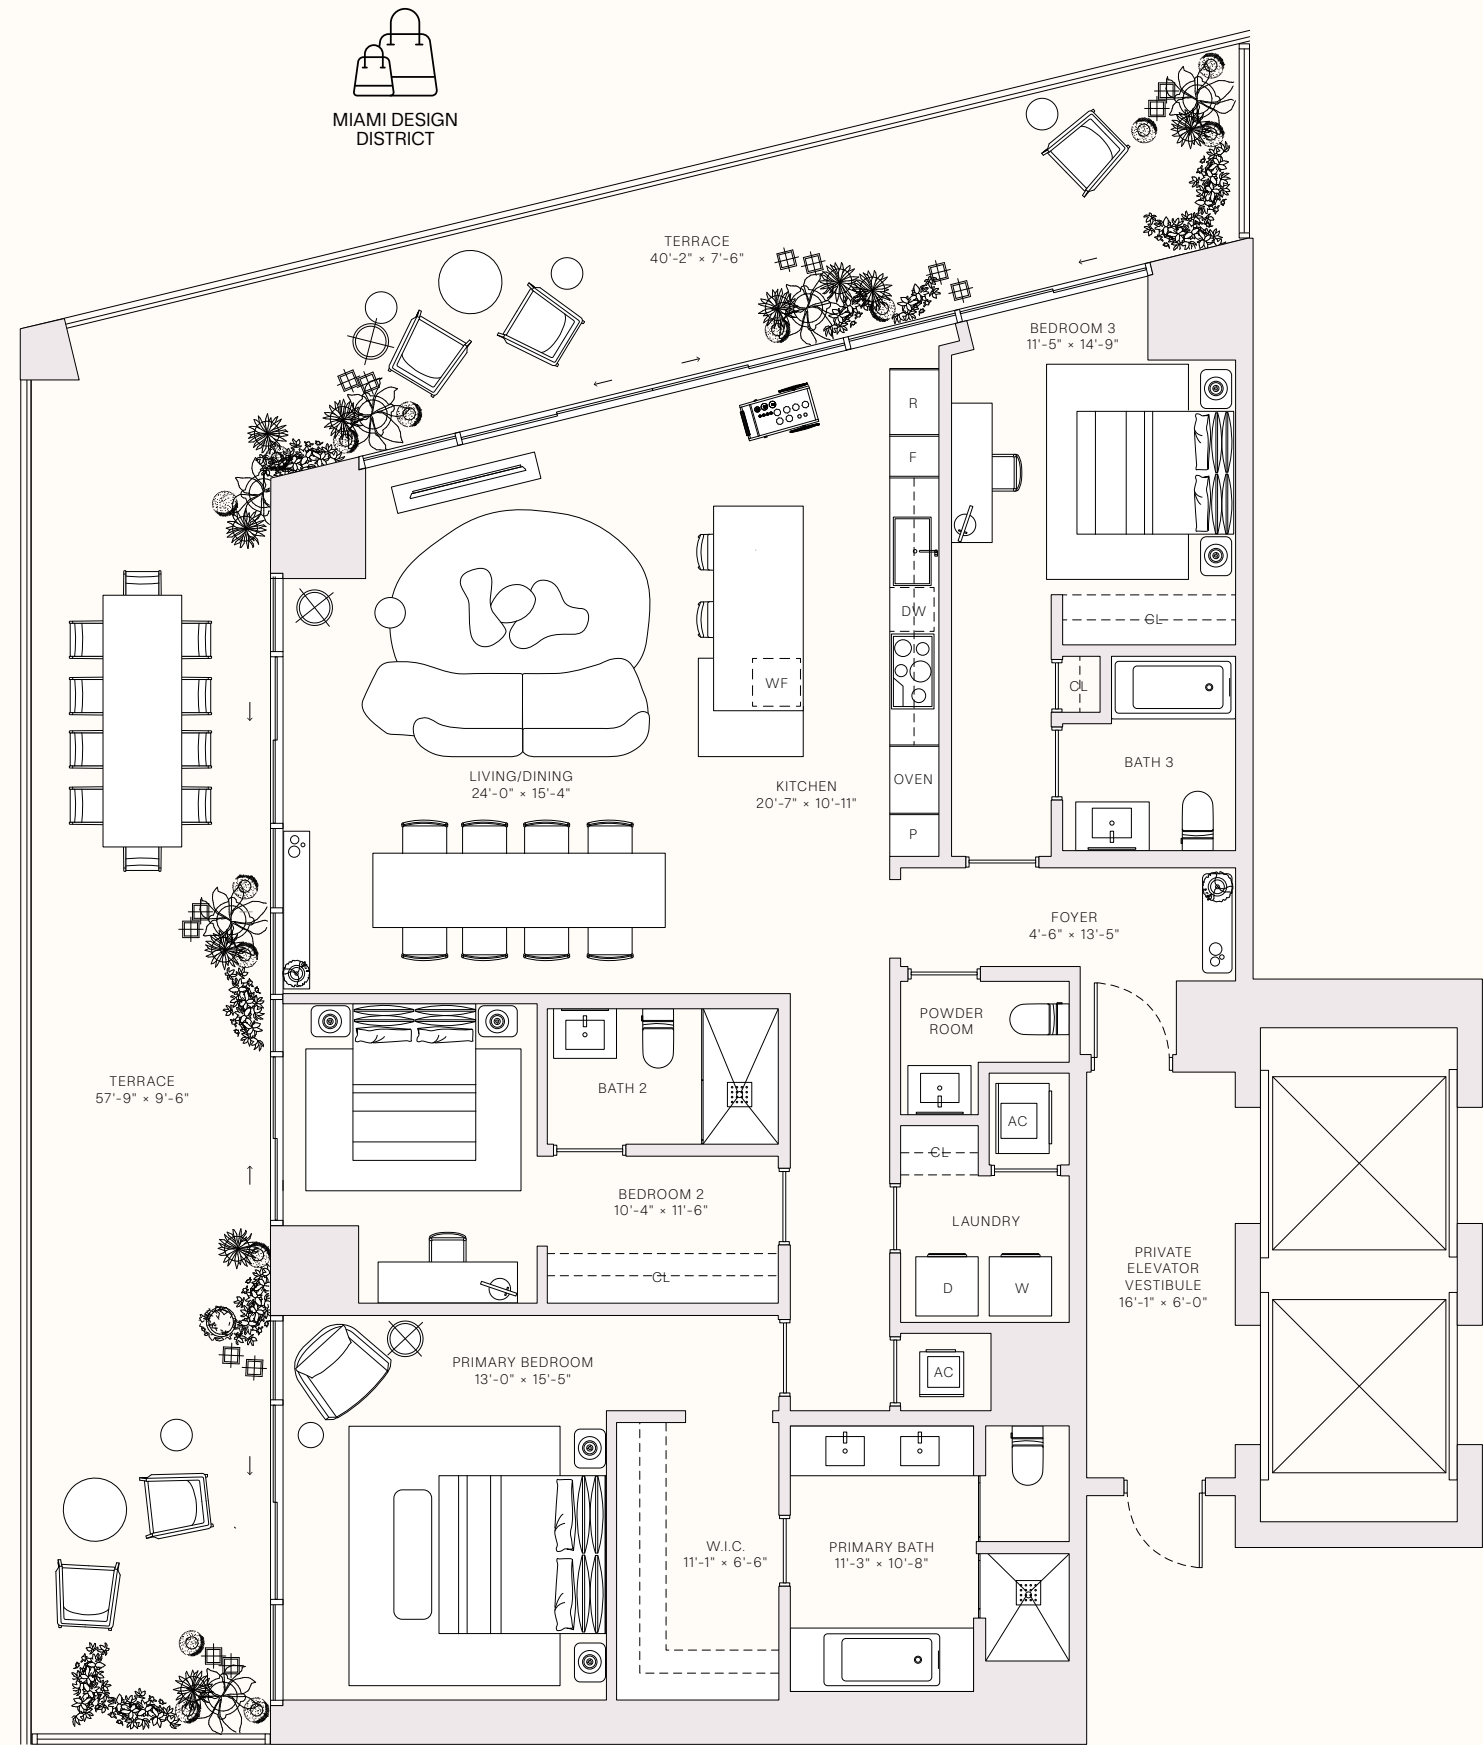 MIAMI DESIGN
DISTRICT
TERRACE
40'-2" × 7'-6"
BEDROOM 3
11'-5" × 14'-9"
R
F
DW
WF
CL
CL
BATH 3
LIVING/DINING
24'-0" × 15'-4"
KITCHEN
20'-7" × 10'-11"
OVEN
P
FOYER
4'-6" × 13'-5"
POWDER
ROOM
TERRACE
57'-9" × 9'-6"
BATH 2
AC
CL
BEDROOM 2
10'-4" × 11'-6"
LAUNDRY
CL
D
W
PRIVATE
ELEVATOR
VESTIBULE
16'-1" × 6'-0"
PRIMARY BEDROOM
13'-0" × 15'-5"
AC
W.I.C.
11'-1" × 6'-6"
PRIMARY BATH
11'-3" × 10'-8"